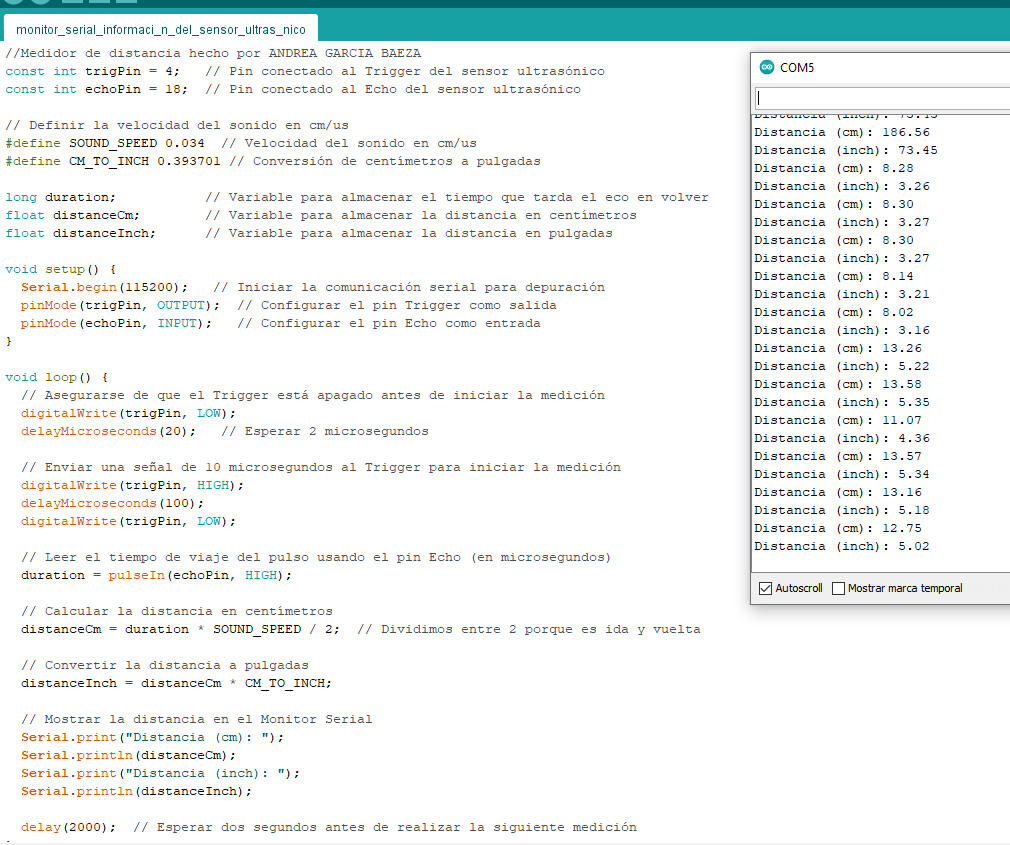 monitor_serial_informaci_n_del_sensor_ultras_nico
//Medidor de distancia hecho por ANDREA GARCIA BAEZA
const int trigPin = 4;   // Pin conectado al Trigger del sensor ultrasónico
const int echoPin = 18;  // Pin conectado al Echo del sensor ultrasónico
// Definir la velocidad del sonido en cm/us
#define SOUND_SPEED 0.034  // Velocidad del sonido en cm/us
#define CM_TO_INCH 0.393701 // Conversión de centímetros a pulgadas
long duration;           // Variable para almacenar el tiempo que tarda el eco en volver
float distanceCm;        // Variable para almacenar la distancia en centímetros
float distanceInch;      // Variable para almacenar la distancia en pulgadas
void setup() {
  Serial.begin(115200);   // Iniciar la comunicación serial para depuración
  pinMode(trigPin, OUTPUT);  // Configurar el pin Trigger como salida
  pinMode(echoPin, INPUT);   // Configurar el pin Echo como entrada
}
void loop() {
  // Asegurarse de que el Trigger está apagado antes de iniciar la medición
  digitalWrite(trigPin, LOW);
  delayMicroseconds(20);   // Esperar 2 microsegundos
  // Enviar una señal de 10 microsegundos al Trigger para iniciar la medición
  digitalWrite(trigPin, HIGH);
  delayMicroseconds(100);
  digitalWrite(trigPin, LOW);
  // Leer el tiempo de viaje del pulso usando el pin Echo (en microsegundos)
  duration = pulseIn(echoPin, HIGH);
  // Calcular la distancia en centímetros
  distanceCm = duration * SOUND_SPEED / 2;  // Dividimos entre 2 porque es ida y vuelta
  // Convertir la distancia a pulgadas
  distanceInch = distanceCm * CM_TO_INCH;
  // Mostrar la distancia en el Monitor Serial
  Serial.print("Distancia (cm): ");
  Serial.println(distanceCm);
  Serial.print("Distancia (inch): ");
  Serial.println(distanceInch);
  delay(2000);  // Esperar dos segundos antes de realizar la siguiente medición
COM5
Distancia (inch): 73.45
Distancia (cm): 186.56
Distancia (inch): 73.45
Distancia (cm): 8.28
Distancia (inch): 3.26
Distancia (cm): 8.30
Distancia (inch): 3.27
Distancia (cm): 8.30
Distancia (inch): 3.27
Distancia (cm): 8.14
Distancia (inch): 3.21
Distancia (cm): 8.02
Distancia (inch): 3.16
Distancia (cm): 13.26
Distancia (inch): 5.22
Distancia (cm): 13.58
Distancia (inch): 5.35
Distancia (cm): 11.07
Distancia (inch): 4.36
Distancia (cm): 13.57
Distancia (inch): 5.34
Distancia (cm): 13.16
Distancia (inch): 5.18
Distancia (cm): 12.75
Distancia (inch): 5.02
Autoscroll Mostrar marca temporal